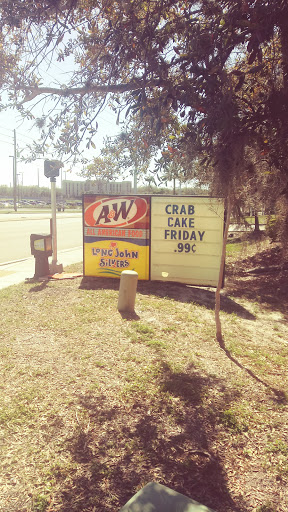 A&W
ALL AMERICAN FOOD
LONG JOHN
SILVER'S
CRAB
CAKE
FRIDAY
.99¢